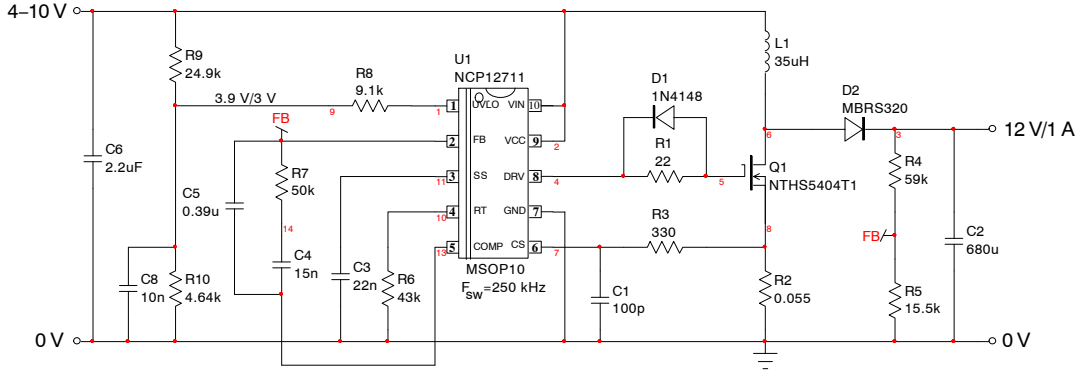 4–10 V
R9
24.9k
3.9 V/3 V
9
R8
9.1k
1
U1
NCP12711
1 UVLO VIN 10
2 FB VCC 9
3 SS DRV 8
4 RT GND 7
5 COMP CS 6
MSOP10
Fsw=250 kHz
L1
35uH
D1
1N4148
R1
22
D2
MBRS320
12 V/1 A
6
3
2
4
5
Q1
NTHS5404T1
R4
59k
FB
C6
2.2uF
R7
50k
C5
0.39u
11
10
14
13
C4
15n
C3
22n
R6
43k
C8
10n
R10
4.64k
R3
330
7
8
C1
100p
R2
0.055
FB
R5
15.5k
C2
680u
0 V
0 V